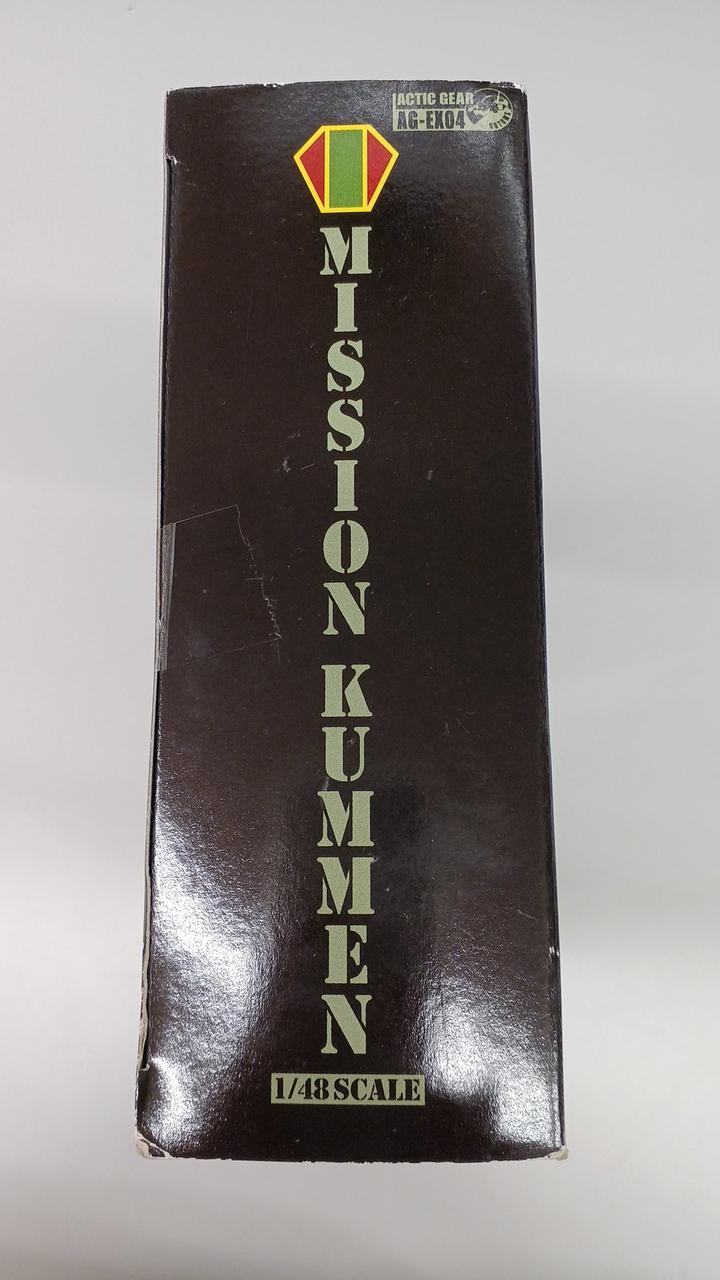 ACTIC GEAR
AG-EX04
MISSION KUMMEN
1/48 SCALE